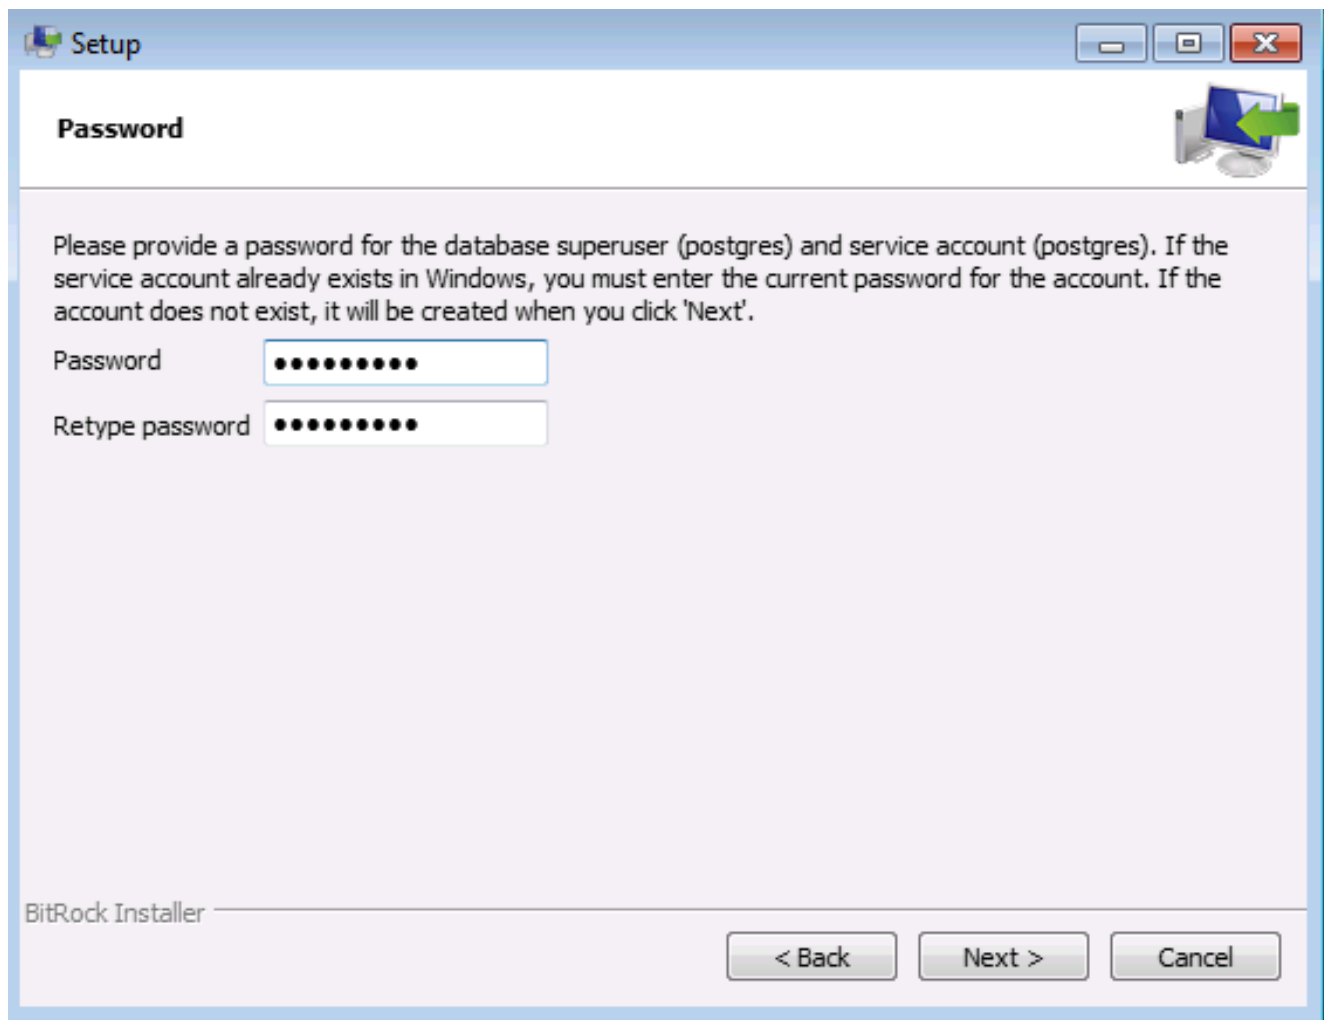 Setup
Password
Please provide a password for the database superuser (postgres) and service account (postgres). If the
service account already exists in Windows, you must enter the current password for the account. If the
account does not exist, it will be created when you click 'Next'.
Password •••••••••
Retype password •••••••••
BitRock Installer
< Back Next > Cancel